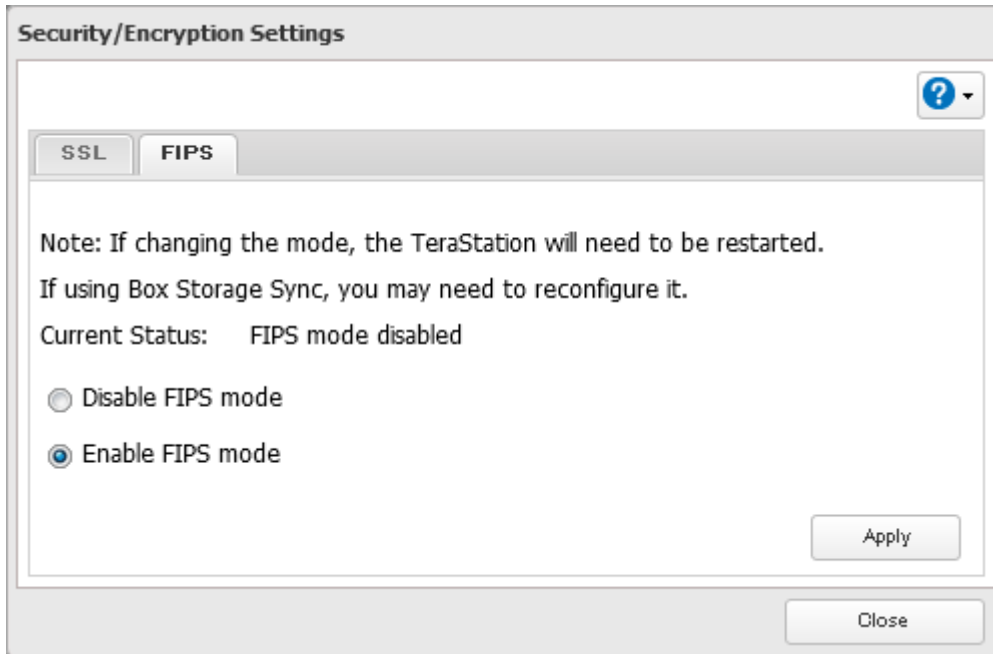 Security/Encryption Settings
?
SSL
FIPS
Note: If changing the mode, the TeraStation will need to be restarted.
If using Box Storage Sync, you may need to reconfigure it.
Current Status: FIPS mode disabled
Disable FIPS mode
Enable FIPS mode
Apply
Close